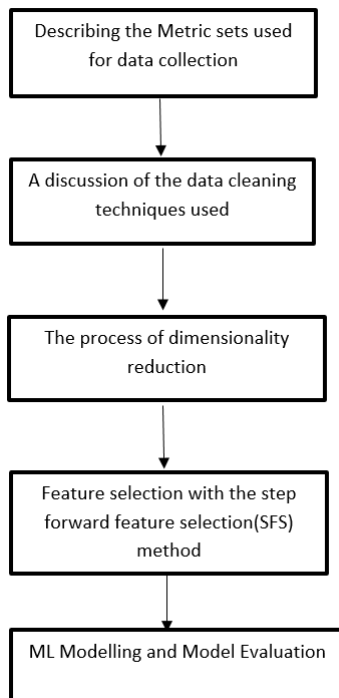 Describing the Metric sets used
for data collection
A discussion of the data cleaning
techniques used
The process of dimensionality
reduction
Feature selection with the step
forward feature selection(SFS)
method
ML Modelling and Model Evaluation